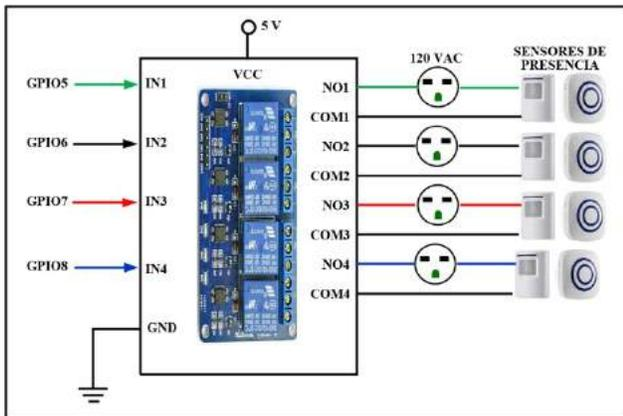 5 V
VCC
120 VAC
SENSORES DE
PRESENCIA
GPIO5
IN1
NO1
COM1
GPIO6
IN2
NO2
COM2
GPIO7
IN3
NO3
COM3
GPIO8
IN4
NO4
COM4
GND